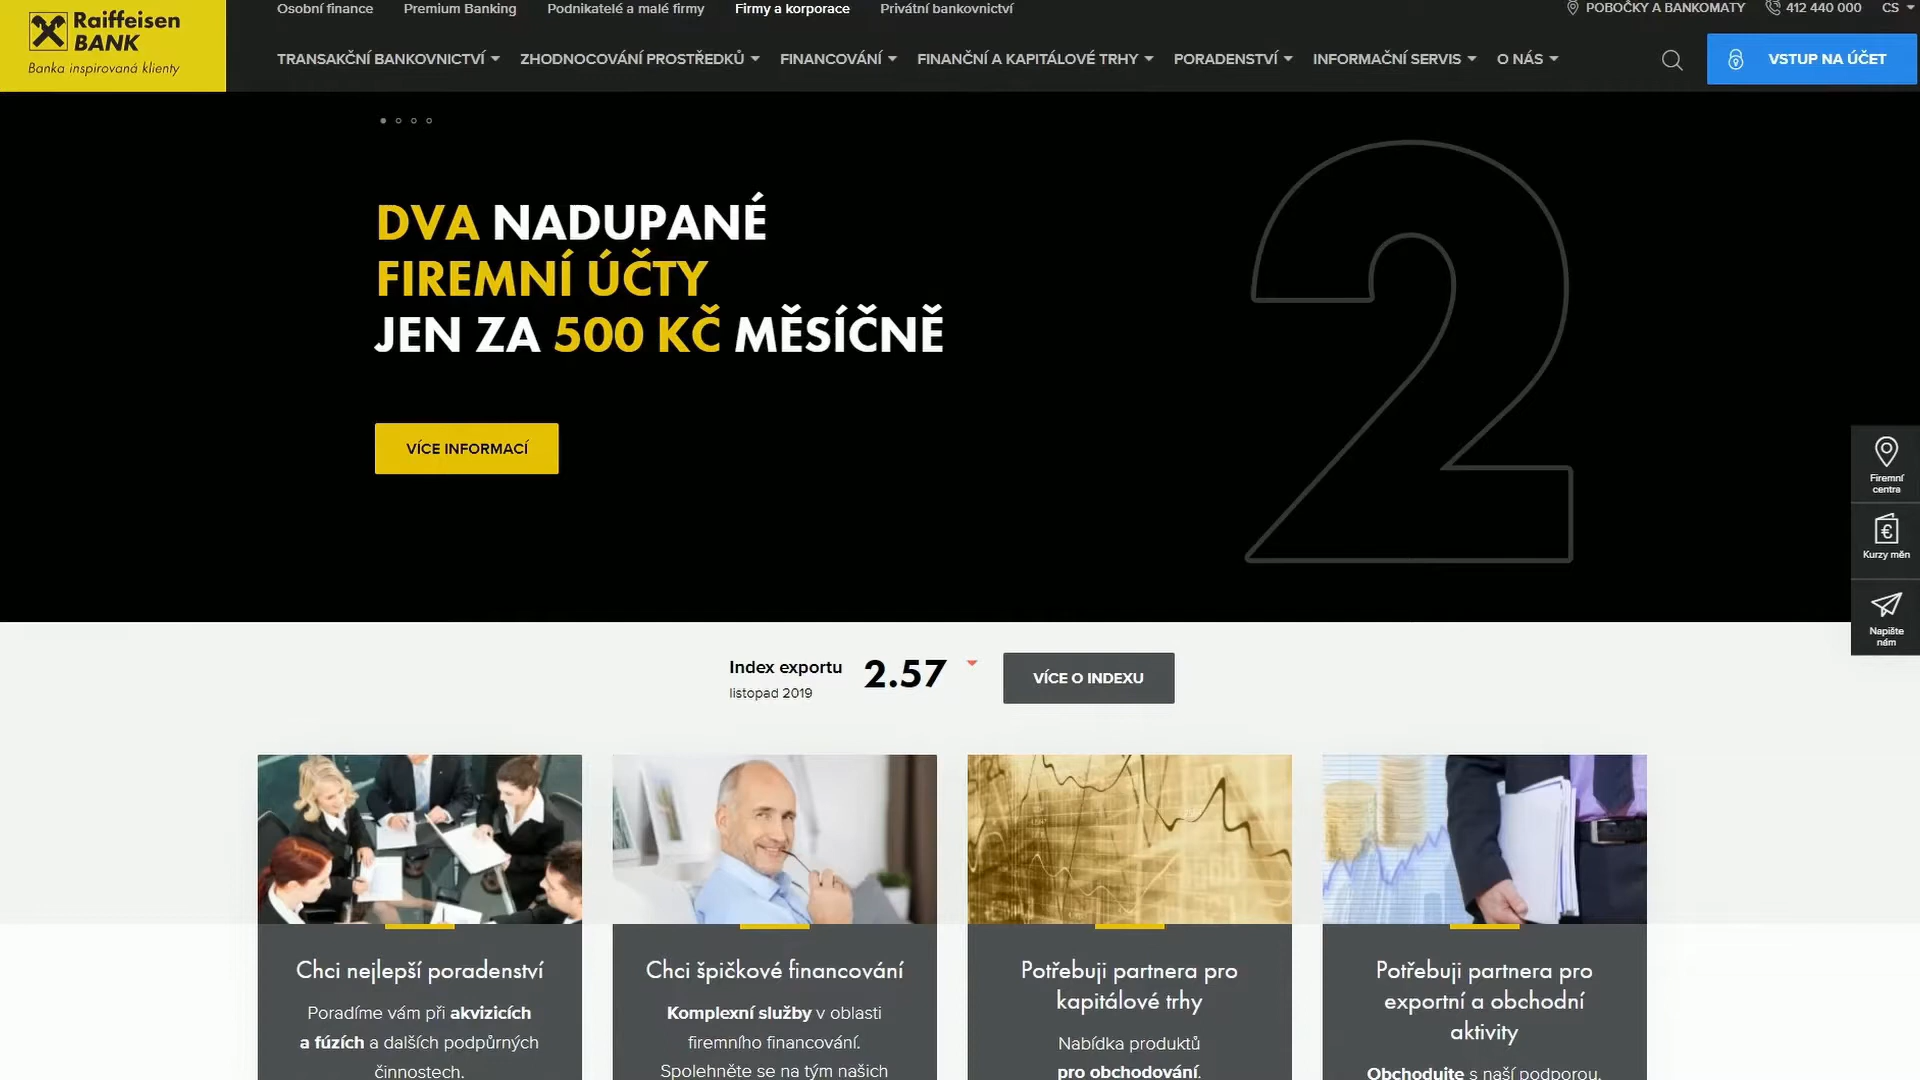 Raiffeisen
BANK
Banka inspirovaná klienty
Osobní finance Premium Banking Podnikatelé a malé firmy Firmy a korporace Privátní bankovnictví
POBOČKY A BANKOMATY 412 440 000 CS
TRANSAKČNÍ BANKOVNICTVÍ ZHODNOCOVÁNÍ PROSTŘEDKŮ FINANCOVÁNÍ FINANČNÍ A KAPITÁLOVÉ TRHY PORADENSTVÍ INFORMAČNÍ SERVIS O NÁS
VSTUP NA ÚČET
DVA NADUPANÉ
FIREMNÍ ÚČTY
JEN ZA 500 KČ MĚSÍČNĚ
2
VÍCE INFORMACÍ
Firemní
centra
Kurzy měn
Napište
nám
Index exportu
listopad 2019
2.57
VÍCE O INDEXU
Chci nejlepší poradenství
Poradíme vám při akvizicích
a fúzích a dalších podpůrných
činnostech.
Chci špičkové financování
Komplexní služby v oblasti
firemního financování.
Spolehněte se na tým našich
Potřebuji partnera pro
kapitálové trhy
Nabídka produktů
pro obchodování.
Potřebuji partnera pro
exportní a obchodní
aktivity
Obchodujte s naší podporou.